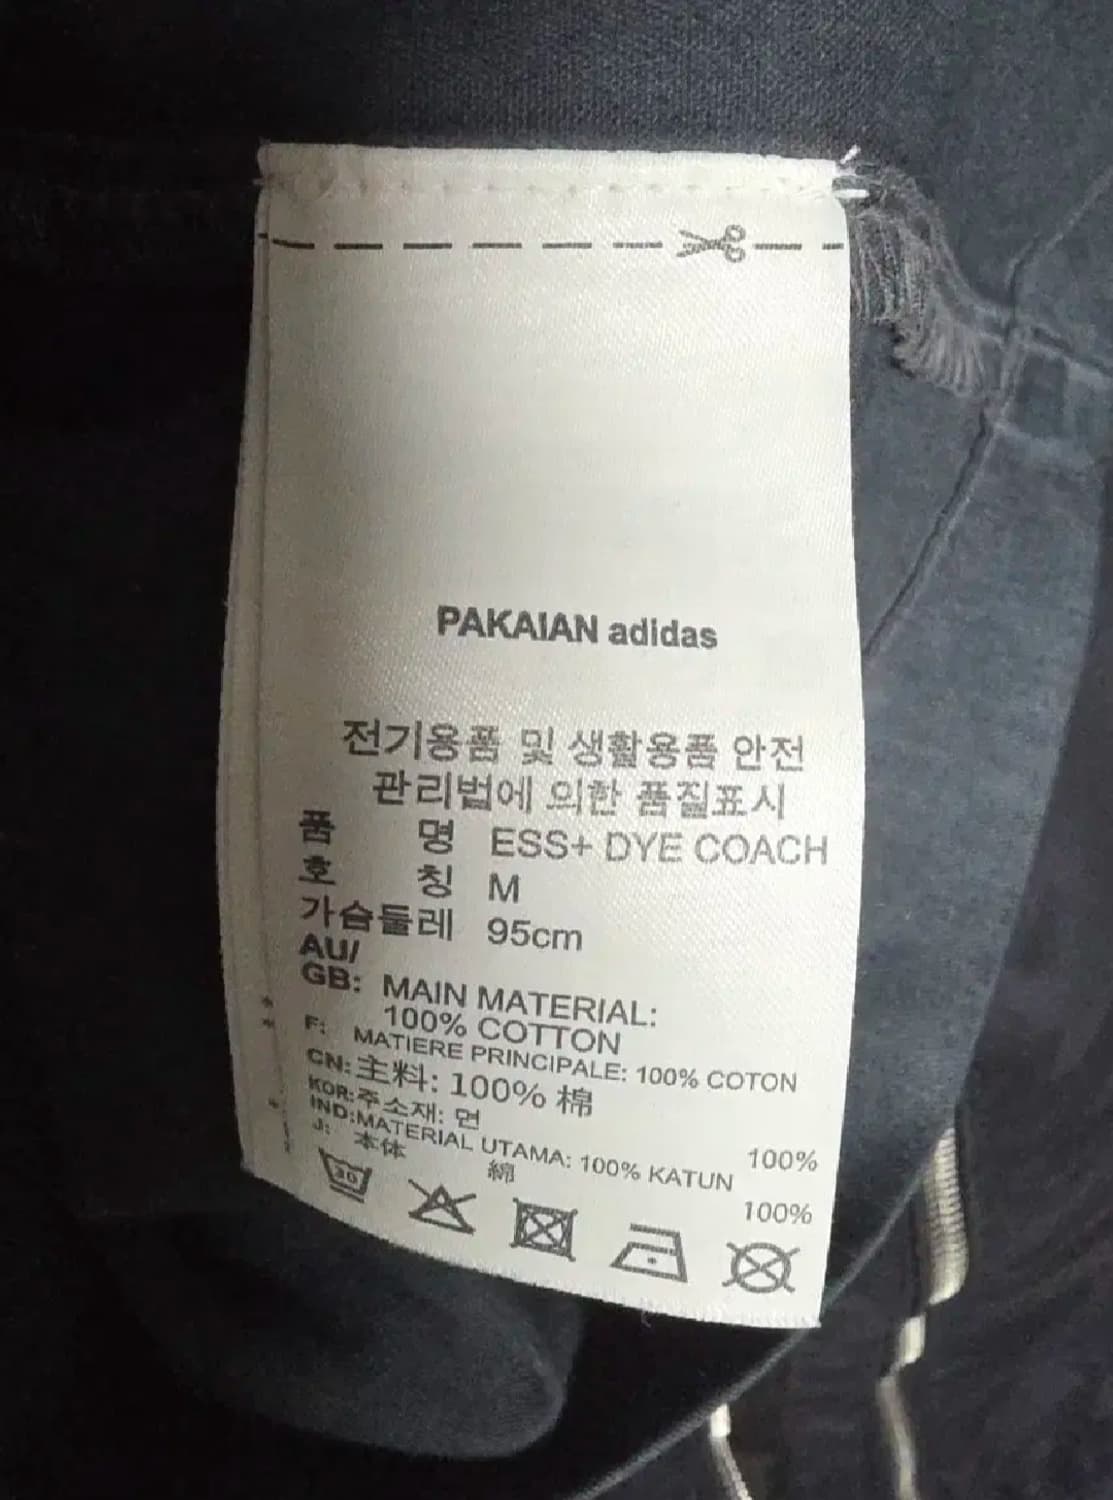 PAKAIAN adidas
전기용품 및 생활용품 안전
관리법에 의한 품질표시
품 명 ESS+ DYE COACH
호 칭 M
가슴둘레 95cm
AU/
GB: MAIN MATERIAL:
100% COTTON
F: MATIERE PRINCIPALE: 100% COTON
CN: 主料: 100% 棉
KOR: 주소재: 면 100%
IND: MATERIAL UTAMA: 100% KATUN
J: 本体 綿 100%
30